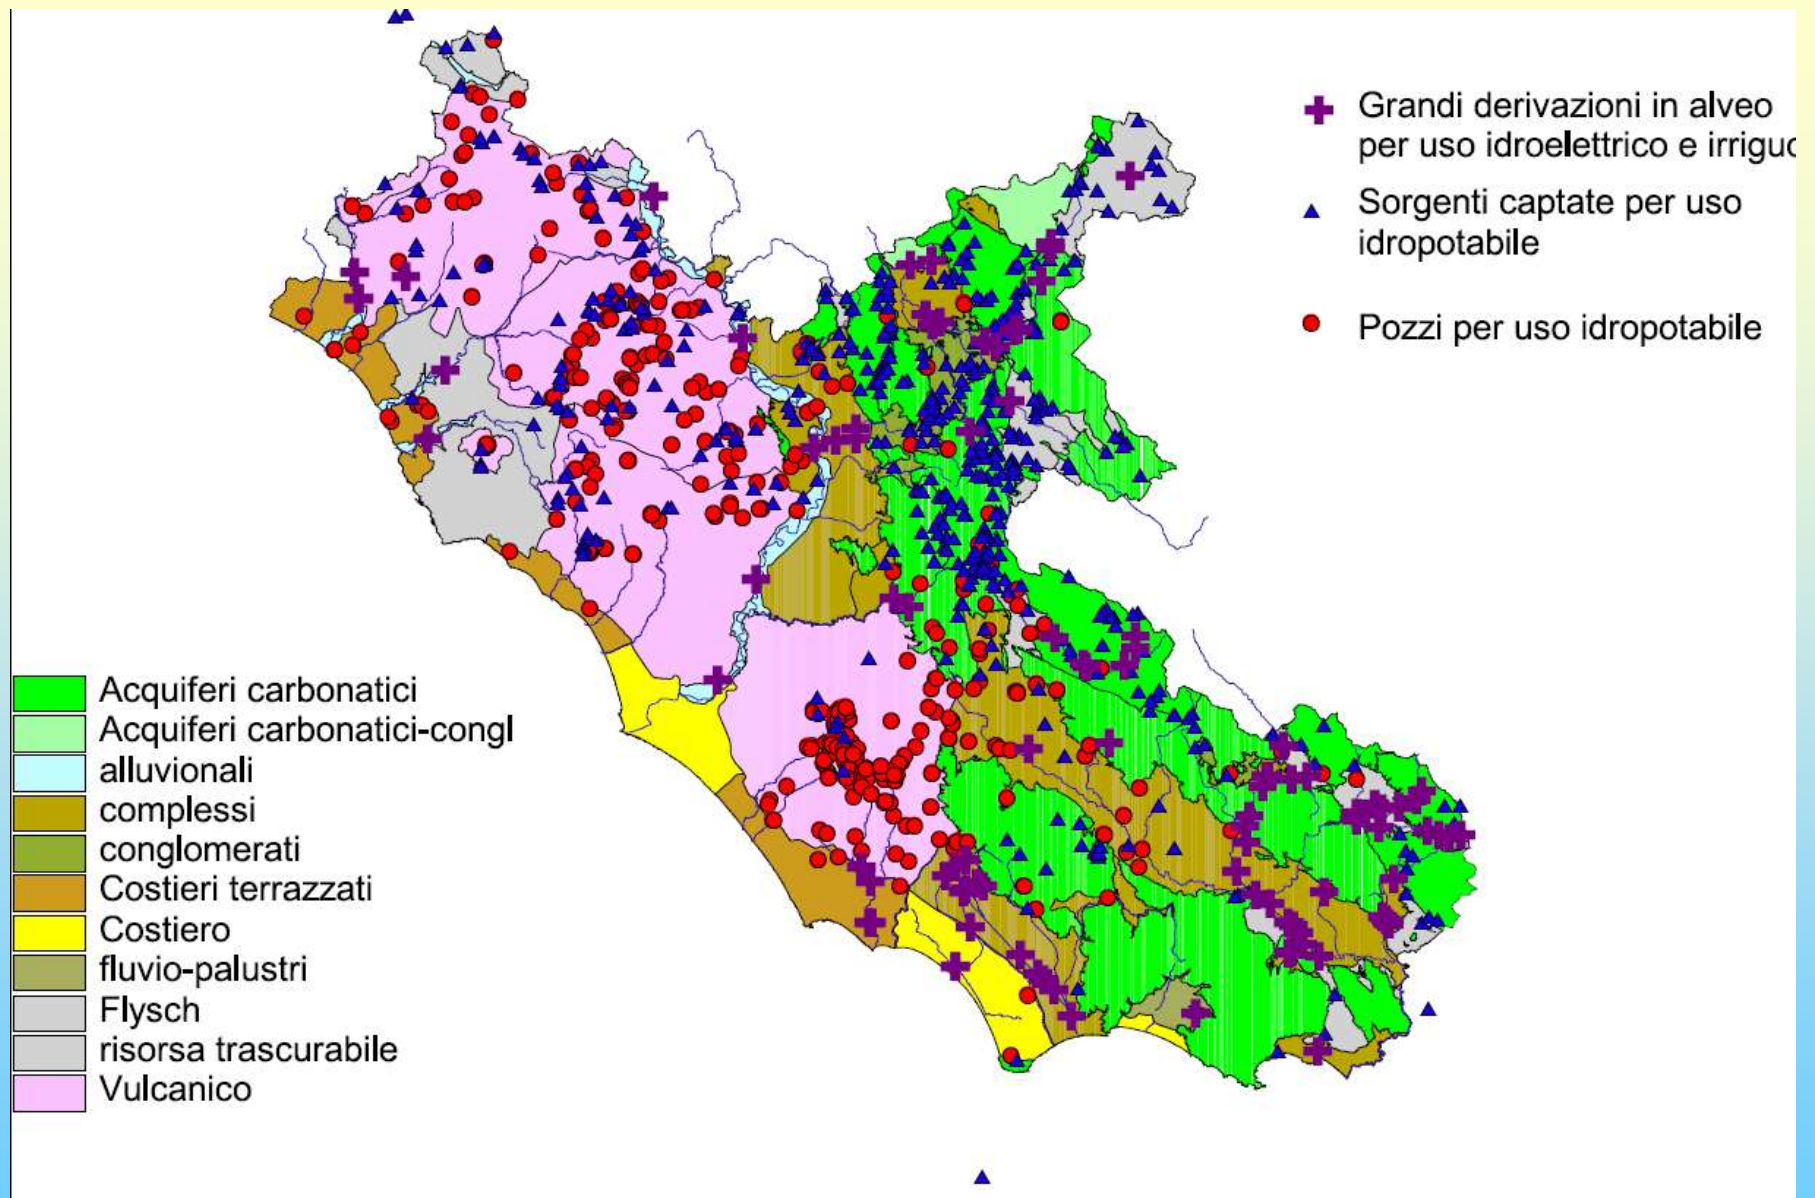 Grandi derivazioni in alveo
per uso idroelettrico e irriguo
Sorgenti captate per uso
idropotabile
Pozzi per uso idropotabile
Acquiferi carbonatici
Acquiferi carbonatici-congl
alluvionali
complessi
conglomerati
Costieri terrazzati
Costiero
fluvio-palustri
Flysch
risorsa trascurabile
Vulcanico